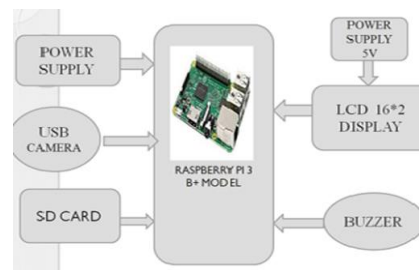 POWER
SUPPLY
POWER
SUPPLY
5V
LCD 16*2
DISPLAY
USB
CAMERA
RASPBERRY PI 3
B+ MODEL
SD CARD
BUZZER